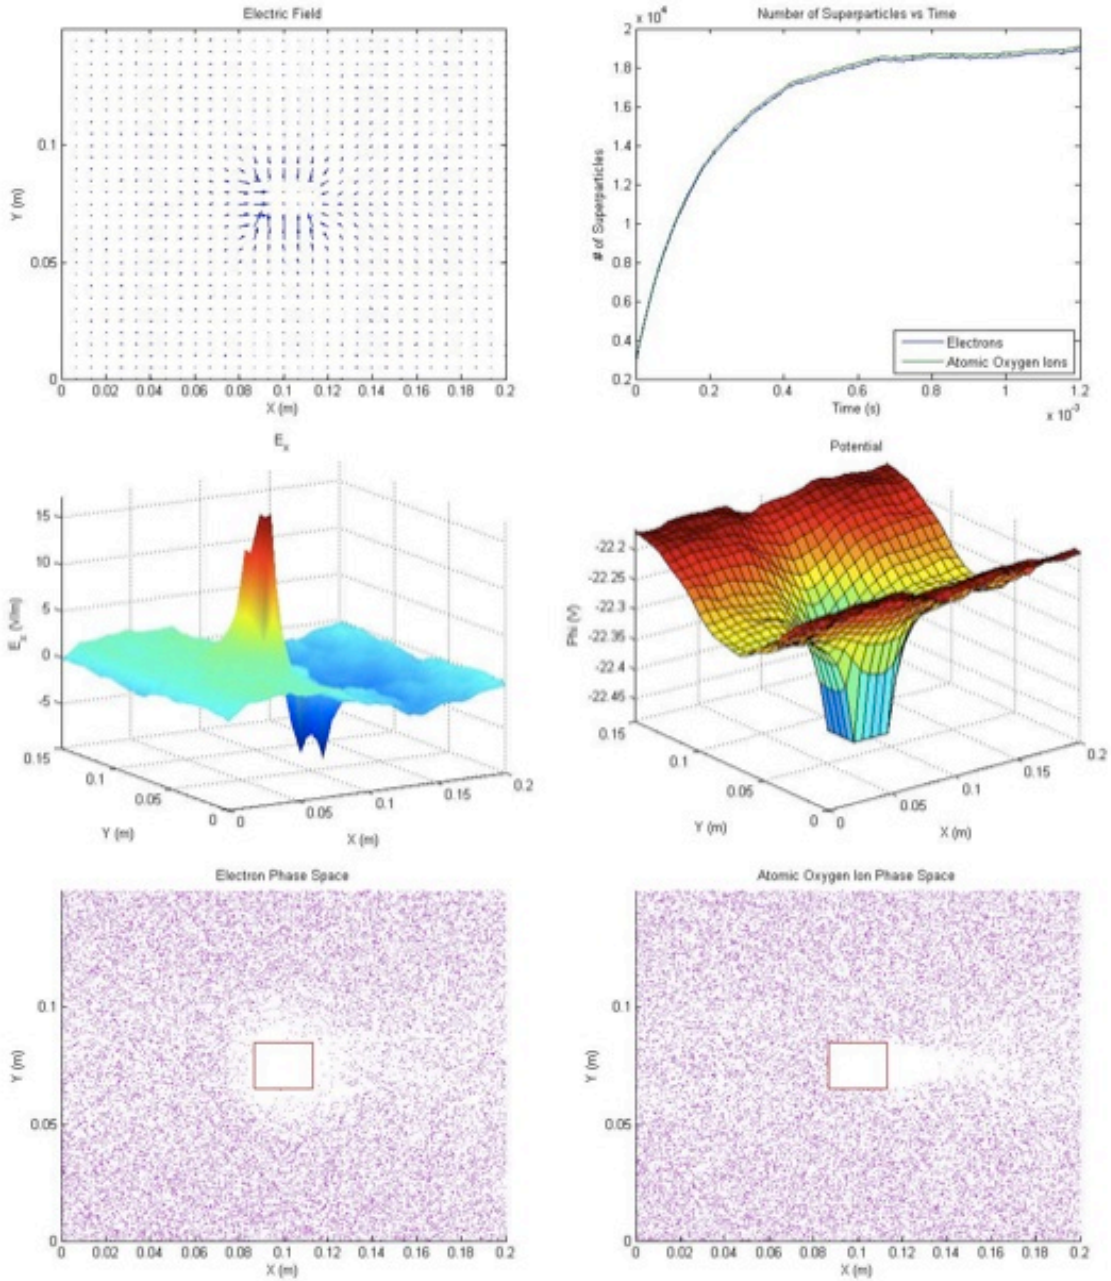 Electric Field
Y (m)
0.1
0.05
0
0 0.02 0.04 0.06 0.08 0.1 0.12 0.14 0.16 0.18 0.2
X (m)
Number of Superparticles vs Time
x 10^4
# of Superparticles
2
1.8
1.6
1.4
1.2
1
0.8
0.6
0.4
0.2
Electrons
Atomic Oxygen Ions
0 0.2 0.4 0.6 0.8 1 1.2
Time (s)
x 10^-3
E_x
E_x (V/m)
15
10
5
0
-5
0.15
0.1
0.05
0
Y (m)
0
0.05
0.1
0.15
0.2
X (m)
Potential
Phi (V)
-22.2
-22.25
-22.3
-22.35
-22.4
-22.45
0.15
0.1
0.05
0
Y (m)
0
0.05
0.1
0.15
0.2
X (m)
Electron Phase Space
Y (m)
0.1
0.05
0
0 0.02 0.04 0.06 0.08 0.1 0.12 0.14 0.16 0.18 0.2
X (m)
Atomic Oxygen Ion Phase Space
Y (m)
0.1
0.05
0
0 0.02 0.04 0.06 0.08 0.1 0.12 0.14 0.16 0.18 0.2
X (m)